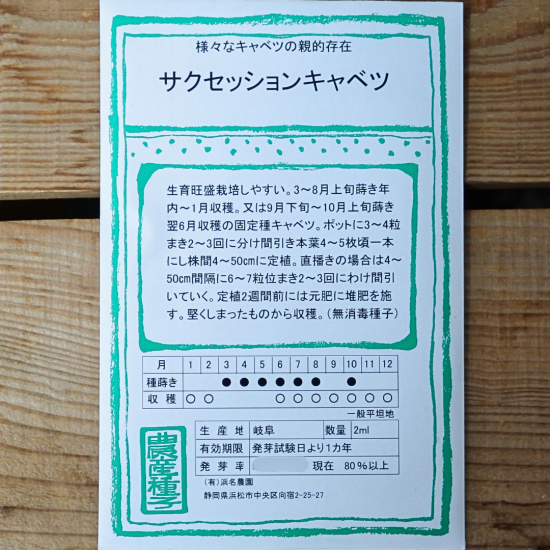 様々なキャベツの親的存在
サクセッションキャベツ
生育旺盛栽培しやすい。3〜8月上旬蒔き年
内〜1月収穫。又は9月下旬〜10月上旬蒔き
翌6月収穫の固定種キャベツ。ポットに3〜4粒
まき2〜3回に分け間引き本葉4〜5枚頃一本
にし株間4〜50cmに定植。直播きの場合は4〜
50cm間隔に6〜7粒位まき2〜3回にわけ間引
いていく。定植2週間前には元肥に堆肥を施
す。堅くしまったものから収穫。(無消毒種子)
月 1 2 3 4 5 6 7 8 9 10 11 12
種蒔き ● ● ● ● ● ● ●
収穫 ○ ○ ○ ○ ○ ○ ○ ○ ○
一般平坦地
農産種子
生産地 岐阜 数量 2ml
有効期限 発芽試験日より1カ年
発芽率 現在 80%以上
(有)浜名農園
静岡県浜松市中央区向宿2-25-27